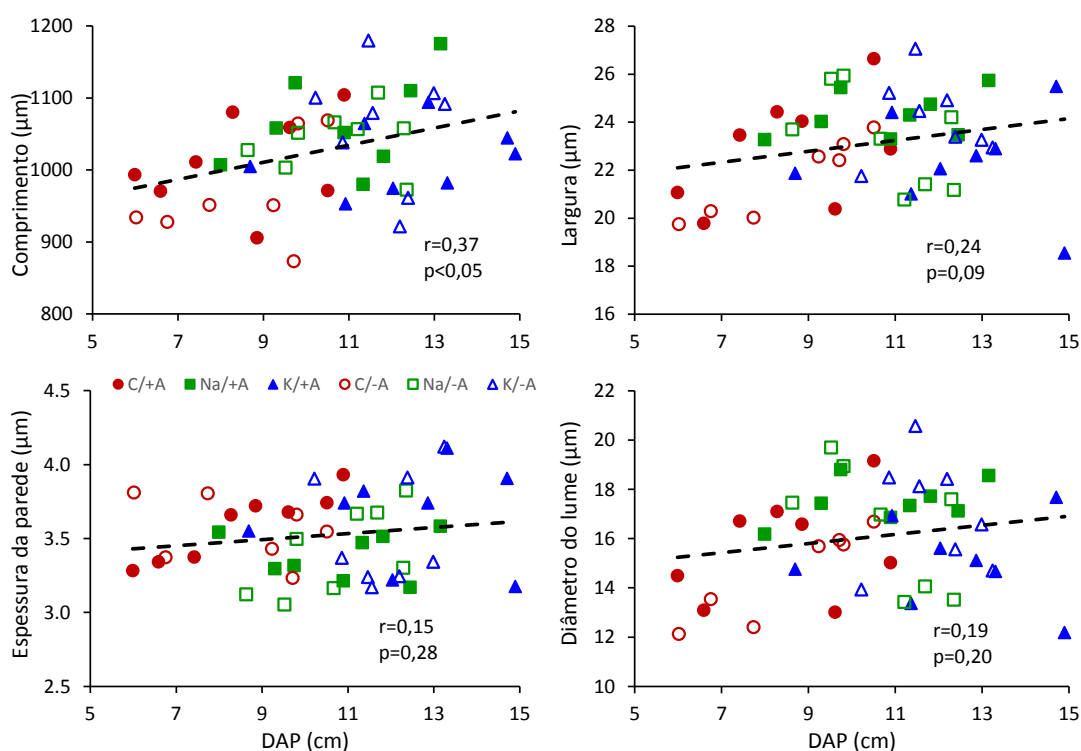 Comprimento (µm)
1200
1100
1000
900
800
5 7 9 11 13 15
r=0,37
p<0,05
Largura (µm)
28
26
24
22
20
18
16
5 7 9 11 13 15
r=0,24
p=0,09
Espessura da parede (µm)
4.5
4.0
3.5
3.0
2.5
C/+A Na/+A K/+A C/-A Na/-A K/-A
r=0,15
p=0,28
5 7 9 11 13 15
DAP (cm)
Diâmetro do lume (µm)
22
20
18
16
14
12
10
r=0,19
p=0,20
5 7 9 11 13 15
DAP (cm)